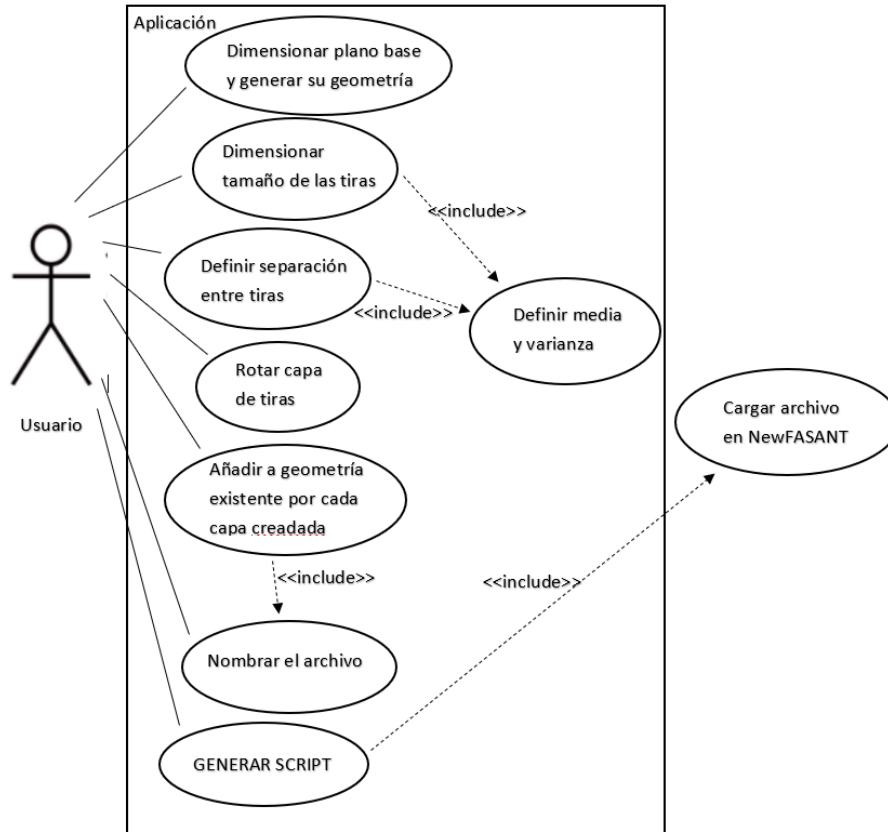 Aplicación
Dimensionar plano base
y generar su geometría
Dimensionar
tamaño de las tiras
<<include>>
Definir separación
entre tiras
<<include>>
Definir media
y varianza
Rotar capa
de tiras
Usuario
Cargar archivo
en NewFASANT
Añadir a geometría
existente por cada
capa creadada
<<include>>
<<include>>
Nombrar el archivo
GENERAR SCRIPT